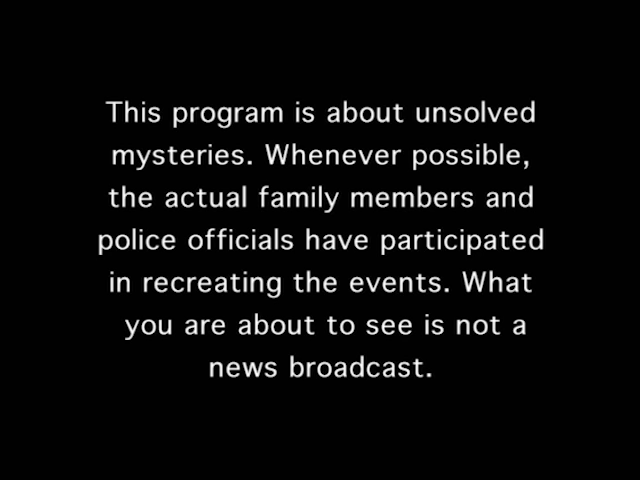 This program is about unsolved
mysteries. Whenever possible,
the actual family members and
police officials have participated
in recreating the events. What
you are about to see is not a
news broadcast.